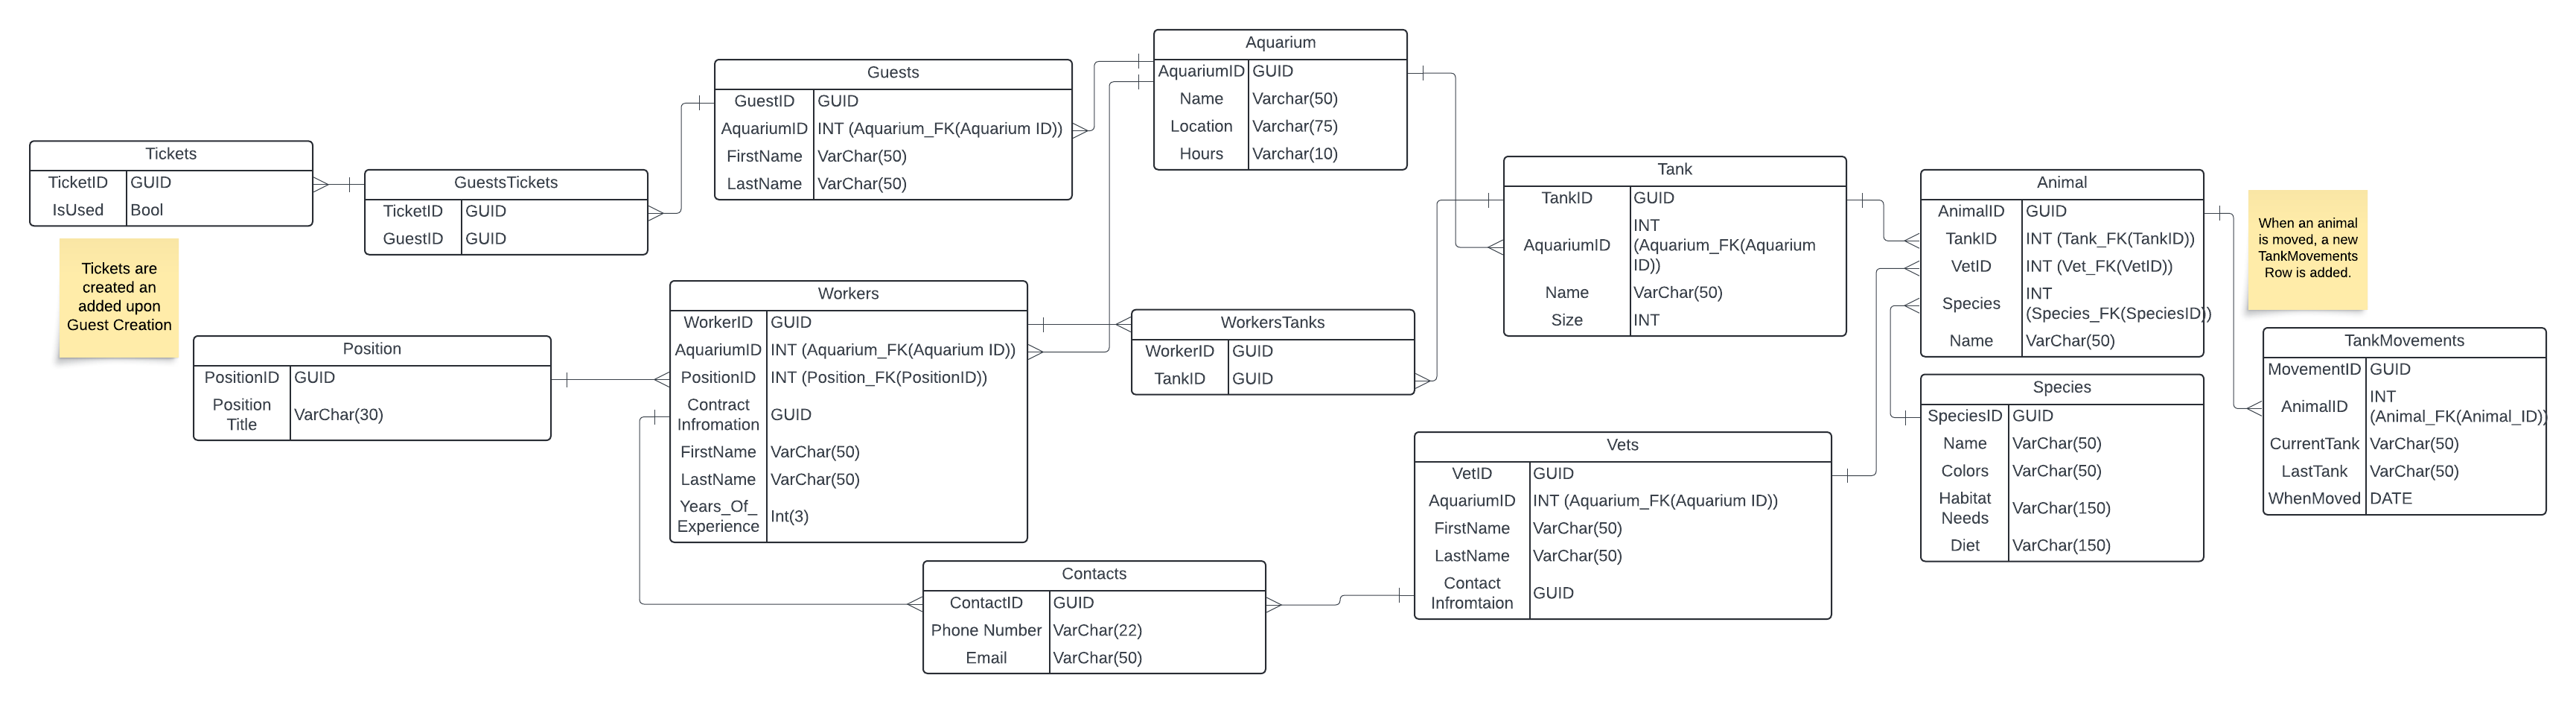 Tickets
TicketID GUID
IsUsed Bool
Tickets are
created an
added upon
Guest Creation
GuestsTickets
TicketID GUID
GuestID GUID
Guests
GuestID GUID
AquariumID INT (Aquarium_FK(Aquarium ID))
FirstName VarChar(50)
LastName VarChar(50)
Aquarium
AquariumID GUID
Name Varchar(50)
Location Varchar(75)
Hours Varchar(10)
Position
PositionID GUID
Position
Title VarChar(30)
Workers
WorkerID GUID
AquariumID INT (Aquarium_FK(Aquarium ID))
PositionID INT (Position_FK(PositionID))
Contract
Infromation GUID
FirstName VarChar(50)
LastName VarChar(50)
Years_Of_
Experience Int(3)
WorkersTanks
WorkerID GUID
TankID GUID
Tank
TankID GUID
AquariumID INT
(Aquarium_FK(Aquarium
ID))
Name VarChar(50)
Size INT
Animal
AnimalID GUID
TankID INT (Tank_FK(TankID))
VetID INT (Vet_FK(VetID))
Species INT
(Species_FK(SpeciesID))
Name VarChar(50)
When an animal
is moved, a new
TankMovements
Row is added.
Species
SpeciesID GUID
Name VarChar(50)
Colors VarChar(50)
Habitat
Needs VarChar(150)
Diet VarChar(150)
TankMovements
MovementID GUID
AnimalID INT
(Animal_FK(Animal_ID))
CurrentTank VarChar(50)
LastTank VarChar(50)
WhenMoved DATE
Vets
VetID GUID
AquariumID INT (Aquarium_FK(Aquarium ID))
FirstName VarChar(50)
LastName VarChar(50)
Contact
Infromtaion GUID
Contacts
ContactID GUID
Phone Number VarChar(22)
Email VarChar(50)